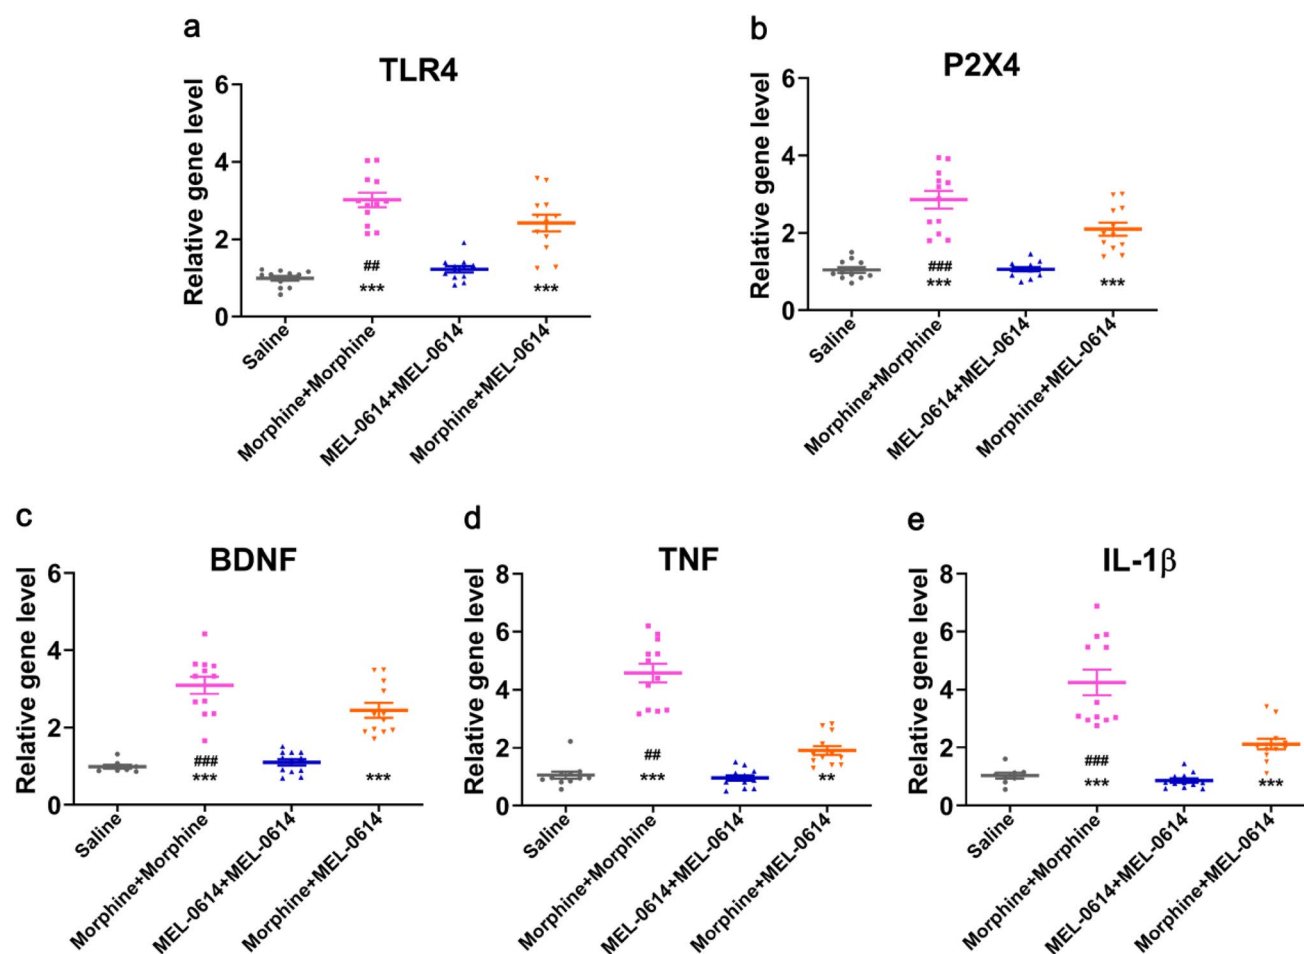 a
TLR4
Relative gene level
6
4
2
0
##
***
***
Saline
Morphine+Morphine
MEL-0614+MEL-0614
Morphine+MEL-0614
b
P2X4
Relative gene level
6
4
2
0
###
***
***
Saline
Morphine+Morphine
MEL-0614+MEL-0614
Morphine+MEL-0614
c
BDNF
Relative gene level
6
4
2
0
###
***
***
Saline
Morphine+Morphine
MEL-0614+MEL-0614
Morphine+MEL-0614
d
TNF
Relative gene level
8
6
4
2
0
##
***
**
Saline
Morphine+Morphine
MEL-0614+MEL-0614
Morphine+MEL-0614
e
IL-1β
Relative gene level
8
6
4
2
0
###
***
***
Saline
Morphine+Morphine
MEL-0614+MEL-0614
Morphine+MEL-0614